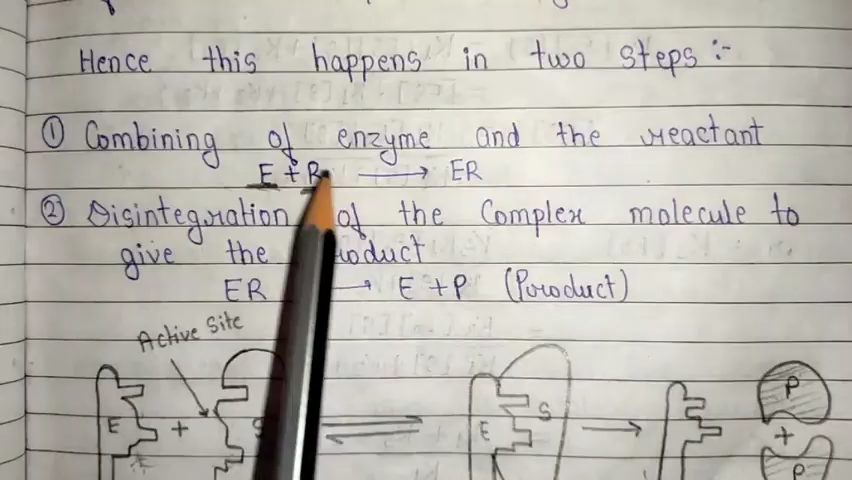 Hence this happens in two steps :-
① Combining of enzyme and the reactant
E + R → ER
② Disintegration of the Complex molecule to
give the Product
ER → E + P (Product)
Active Site
E + S ⇌ E S → P + P